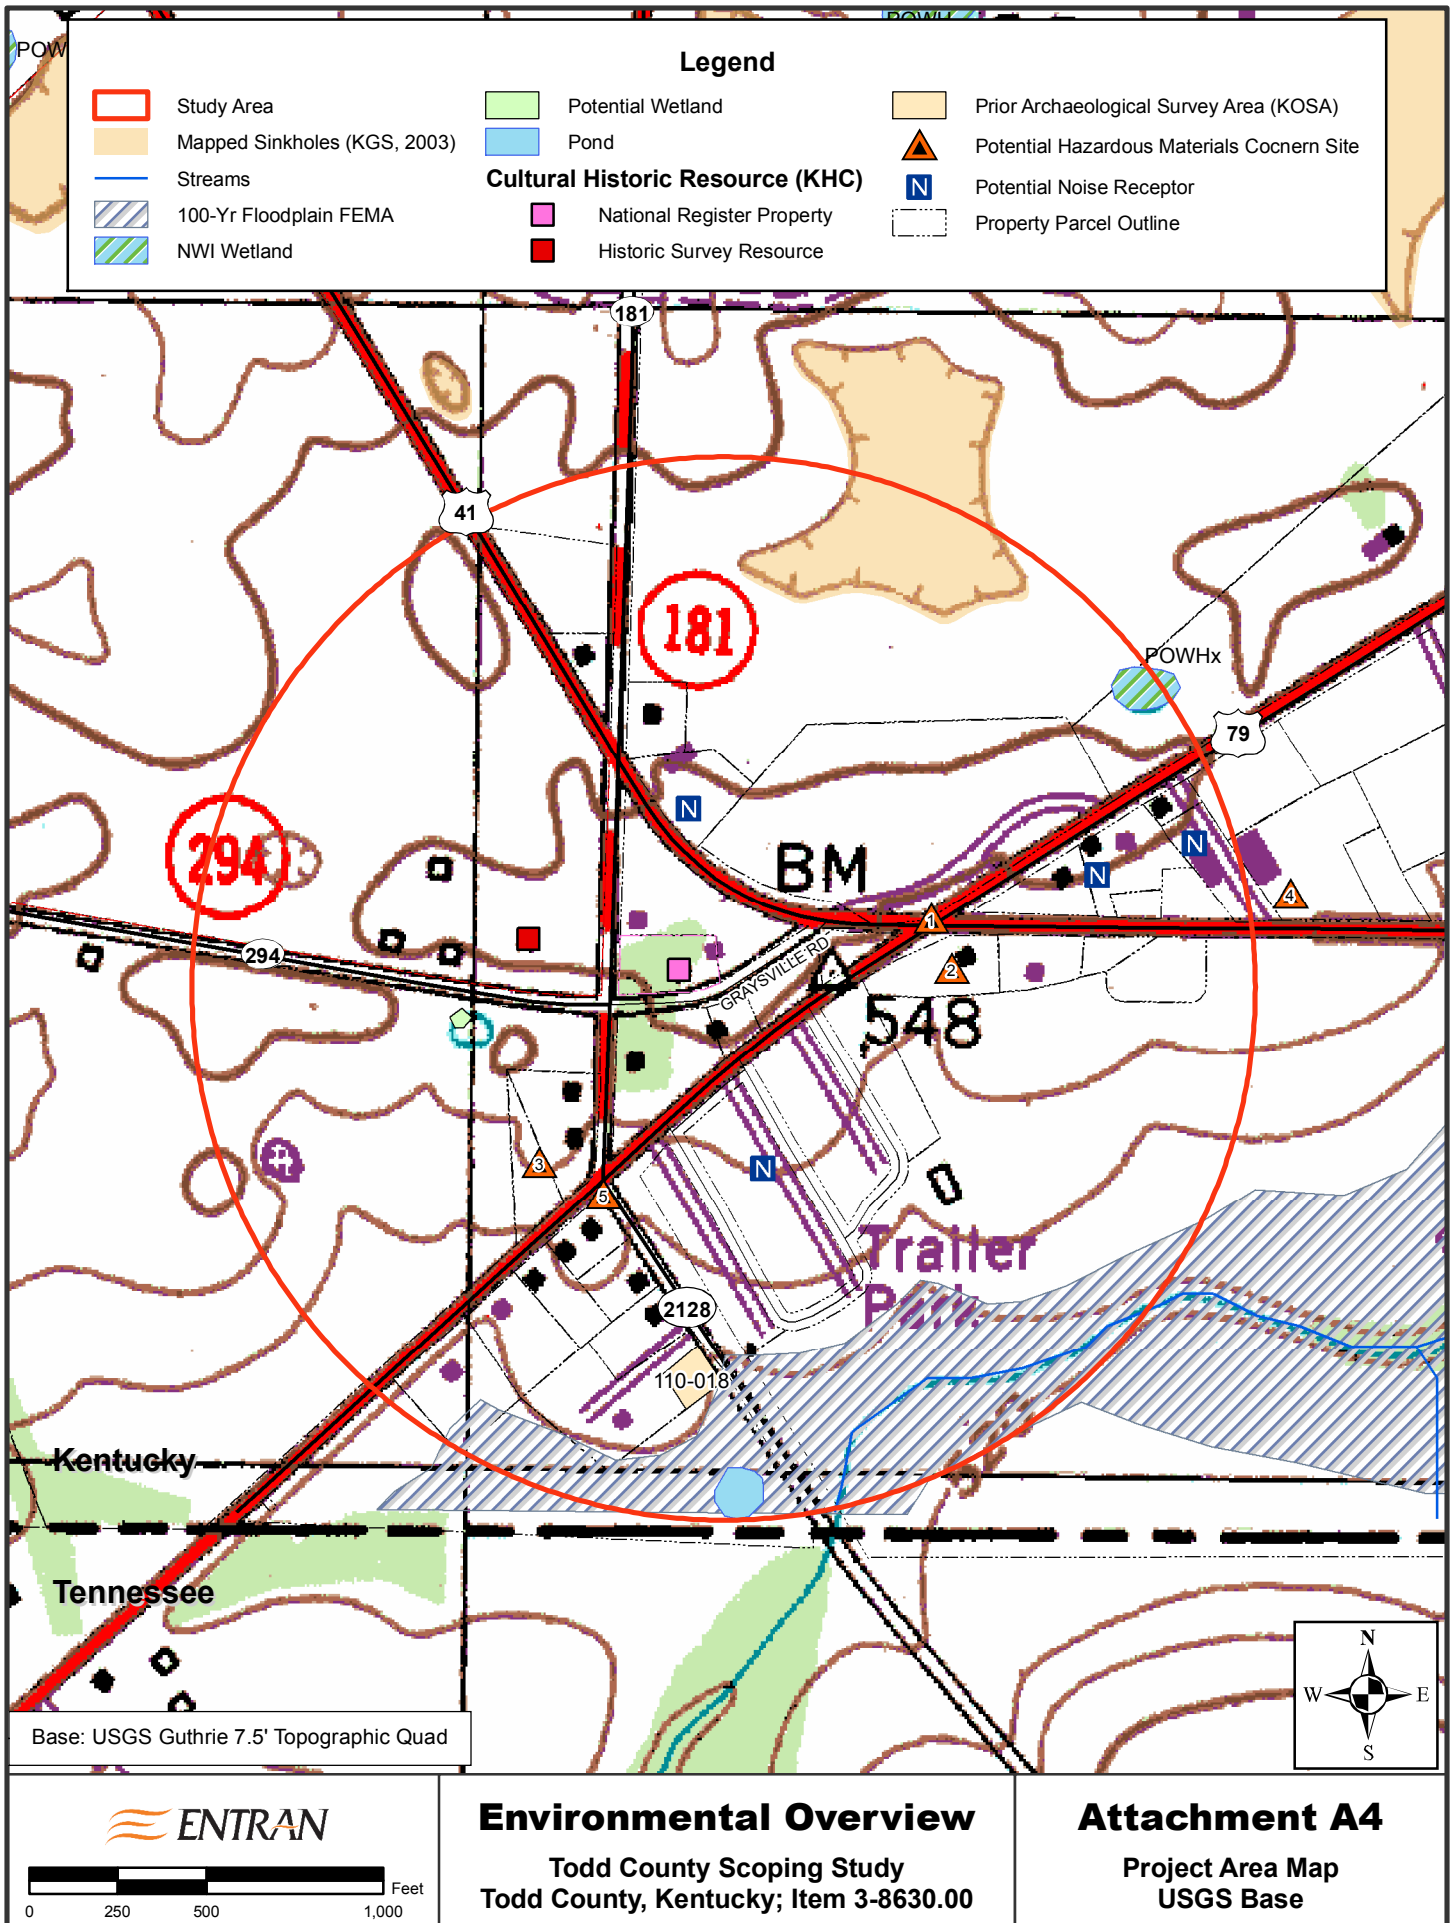 POW
Legend
Study Area
Mapped Sinkholes (KGS, 2003)
Streams
100-Yr Floodplain FEMA
NWI Wetland
Potential Wetland
Pond
Cultural Historic Resource (KHC)
National Register Property
Historic Survey Resource
Prior Archaeological Survey Area (KOSA)
Potential Hazardous Materials Cocnern Site
N
Potential Noise Receptor
Property Parcel Outline
181
41
181
POWHx
79
N
294
BM
N
N
4
1
294
GRAYSVILLE RD
2
548
3
N
5
Trailer
2128
110-018
Kentucky
Tennessee
N
W
E
S
Base: USGS Guthrie 7.5' Topographic Quad
ENTRAN
Feet
0
250
500
1,000
Environmental Overview
Todd County Scoping Study
Todd County, Kentucky; Item 3-8630.00
Attachment A4
Project Area Map
USGS Base